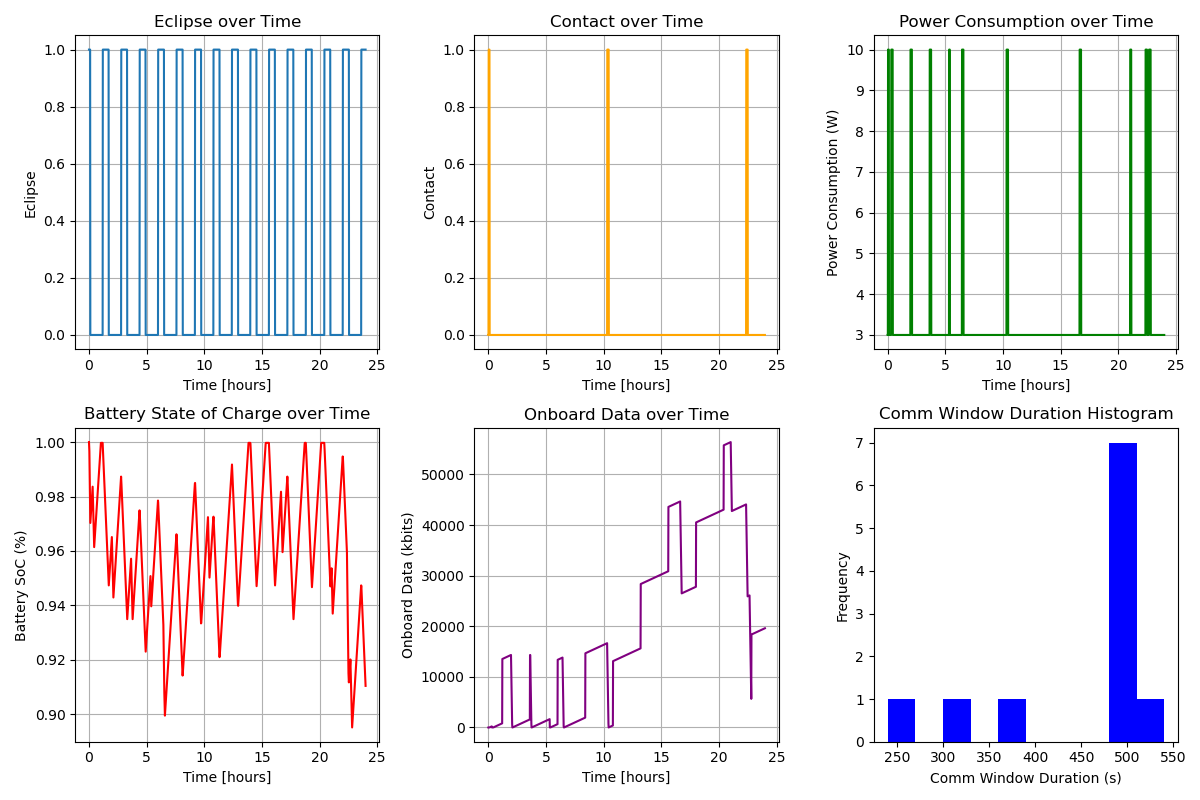 Eclipse over Time
1.0
0.8
0.6
0.4
0.2
0.0
Eclipse
0 5 10 15 20 25
Time [hours]
Contact over Time
1.0
0.8
0.6
0.4
0.2
0.0
Contact
0 5 10 15 20 25
Time [hours]
Power Consumption over Time
10
9
8
7
6
5
4
3
Power Consumption (W)
0 5 10 15 20 25
Time [hours]
Battery State of Charge over Time
1.00
0.98
0.96
0.94
0.92
0.90
Battery SoC (%)
0 5 10 15 20 25
Time [hours]
Onboard Data over Time
50000
40000
30000
20000
10000
0
Onboard Data (kbits)
0 5 10 15 20 25
Time [hours]
Comm Window Duration Histogram
7
6
5
4
3
2
1
0
Frequency
250 300 350 400 450 500 550
Comm Window Duration (s)